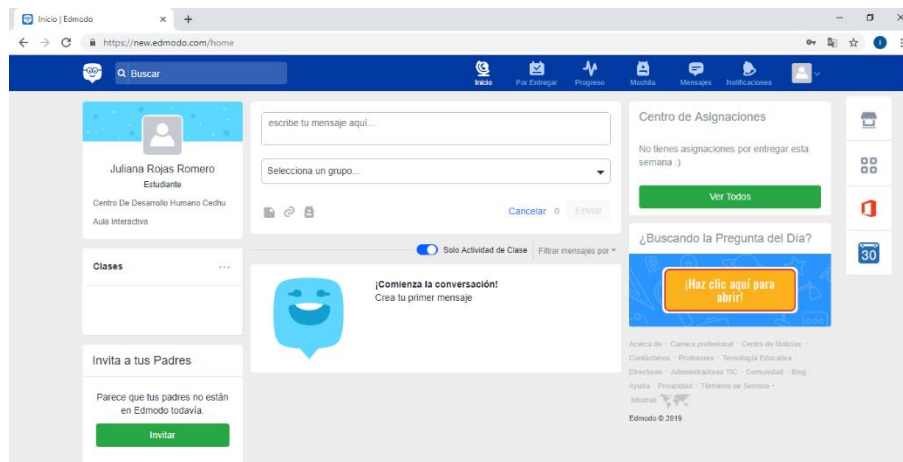 Inicio | Edmodo
https://new.edmodo.com/home
Buscar
Inicio
Por Entregar
Progreso
Mochila
Mensajes
Notificaciones
Juliana Rojas Romero
Estudiante
Centro De Desarrollo Humano Cedhu
Aula Interactiva
Clases
Invita a tus Padres
Parece que tus padres no están
en Edmodo todavía.
Invitar
escribe tu mensaje aquí...
Selecciona un grupo...
Cancelar o Enviar
Solo Actividad de Clase Filtrar mensajes por
¡Comienza la conversación!
Crea tu primer mensaje
Centro de Asignaciones
No tienes asignaciones por entregar esta
semana :)
Ver Todos
¿Buscando la Pregunta del Día?
¡Haz clic aquí para
abrir!
Acerca de · Carrera profesional · Centro de Noticias
Contáctanos · Profesores · Tecnología Educativa ·
Directores · Administradores TIC · Comunidad · Blog ·
Ayuda · Privacidad · Términos de Servicio ·
Idiomas
Edmodo © 2019
30